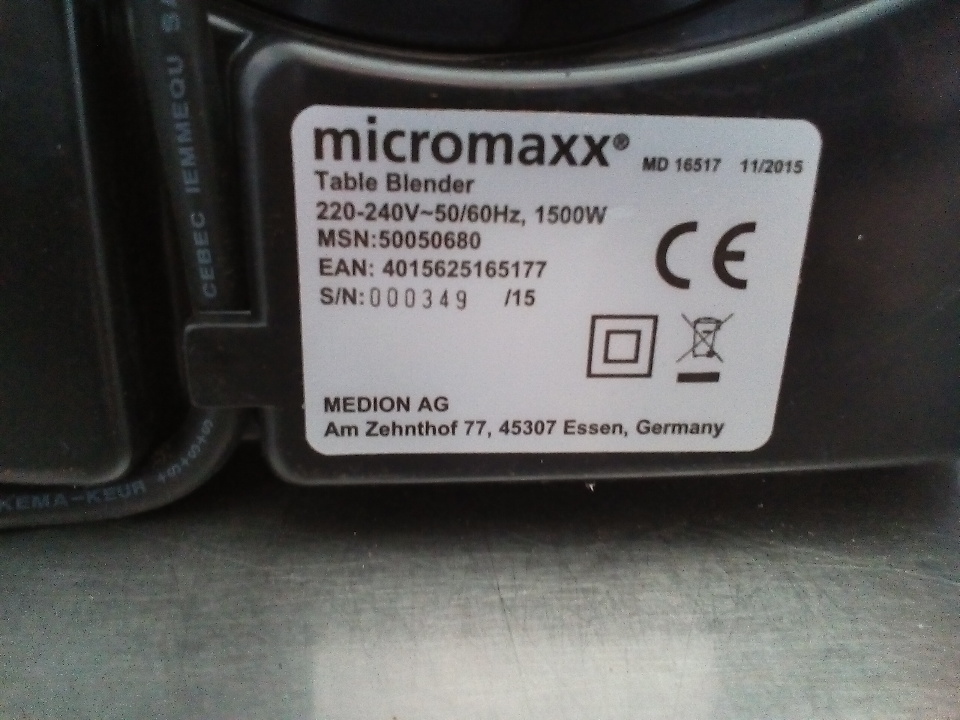 micromaxx® MD 16517 11/2015
Table Blender
220-240V~50/60Hz, 1500W
MSN:50050680
EAN: 4015625165177
S/N:000349 /15
CE
MEDION AG
Am Zehnthof 77, 45307 Essen, Germany
CEBEC IEMMEQU
KEMA-KEUR